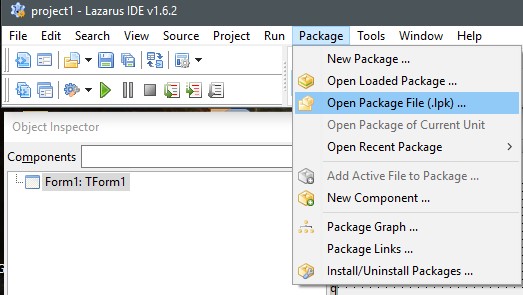 project1 - Lazarus IDE v1.6.2
File Edit Search View Source Project Run Package Tools Window Help
New Package ...
Open Loaded Package ...
Open Package File (.lpk) ...
Open Package of Current Unit
Open Recent Package
Add Active File to Package ...
New Component ...
Package Graph ...
Package Links ...
Install/Uninstall Packages ...
Object Inspector
Components
Form1: TForm1